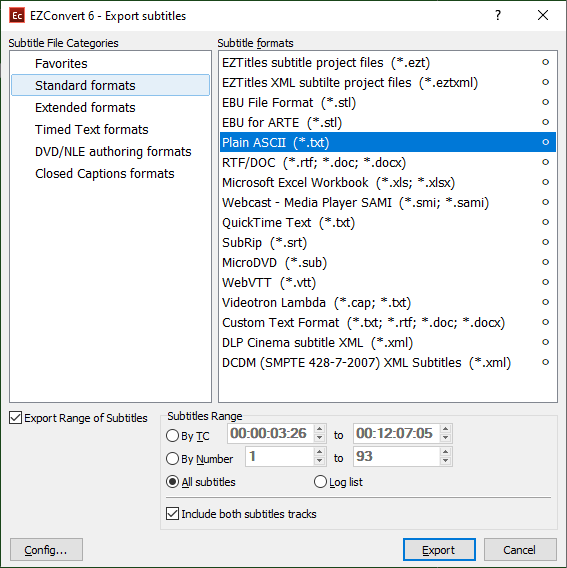 Ec EZConvert 6 - Export subtitles
Subtitle File Categories
Favorites
Standard formats
Extended formats
Timed Text formats
DVD/NLE authoring formats
Closed Captions formats
Subtitle formats
EZTitles subtitle project files (*.ezt)
EZTitles XML subtilte project files (*.eztxml)
EBU File Format (*.stl)
EBU for ARTE (*.stl)
Plain ASCII (*.txt)
RTF/DOC (*.rtf; *.doc; *.docx)
Microsoft Excel Workbook (*.xls; *.xlsx)
Webcast - Media Player SAMI (*.smi; *.sami)
QuickTime Text (*.txt)
SubRip (*.srt)
MicroDVD (*.sub)
WebVTT (*.vtt)
Videotron Lambda (*.cap; *.txt)
Custom Text Format (*.txt; *.rtf; *.doc; *.docx)
DLP Cinema subtitle XML (*.xml)
DCDM (SMPTE 428-7-2007) XML Subtitles (*.xml)
Export Range of Subtitles
Subtitles Range
By TC 00:00:03:26 to 00:12:07:05
By Number 1 to 93
All subtitles Log list
Include both subtitles tracks
Config... Export Cancel